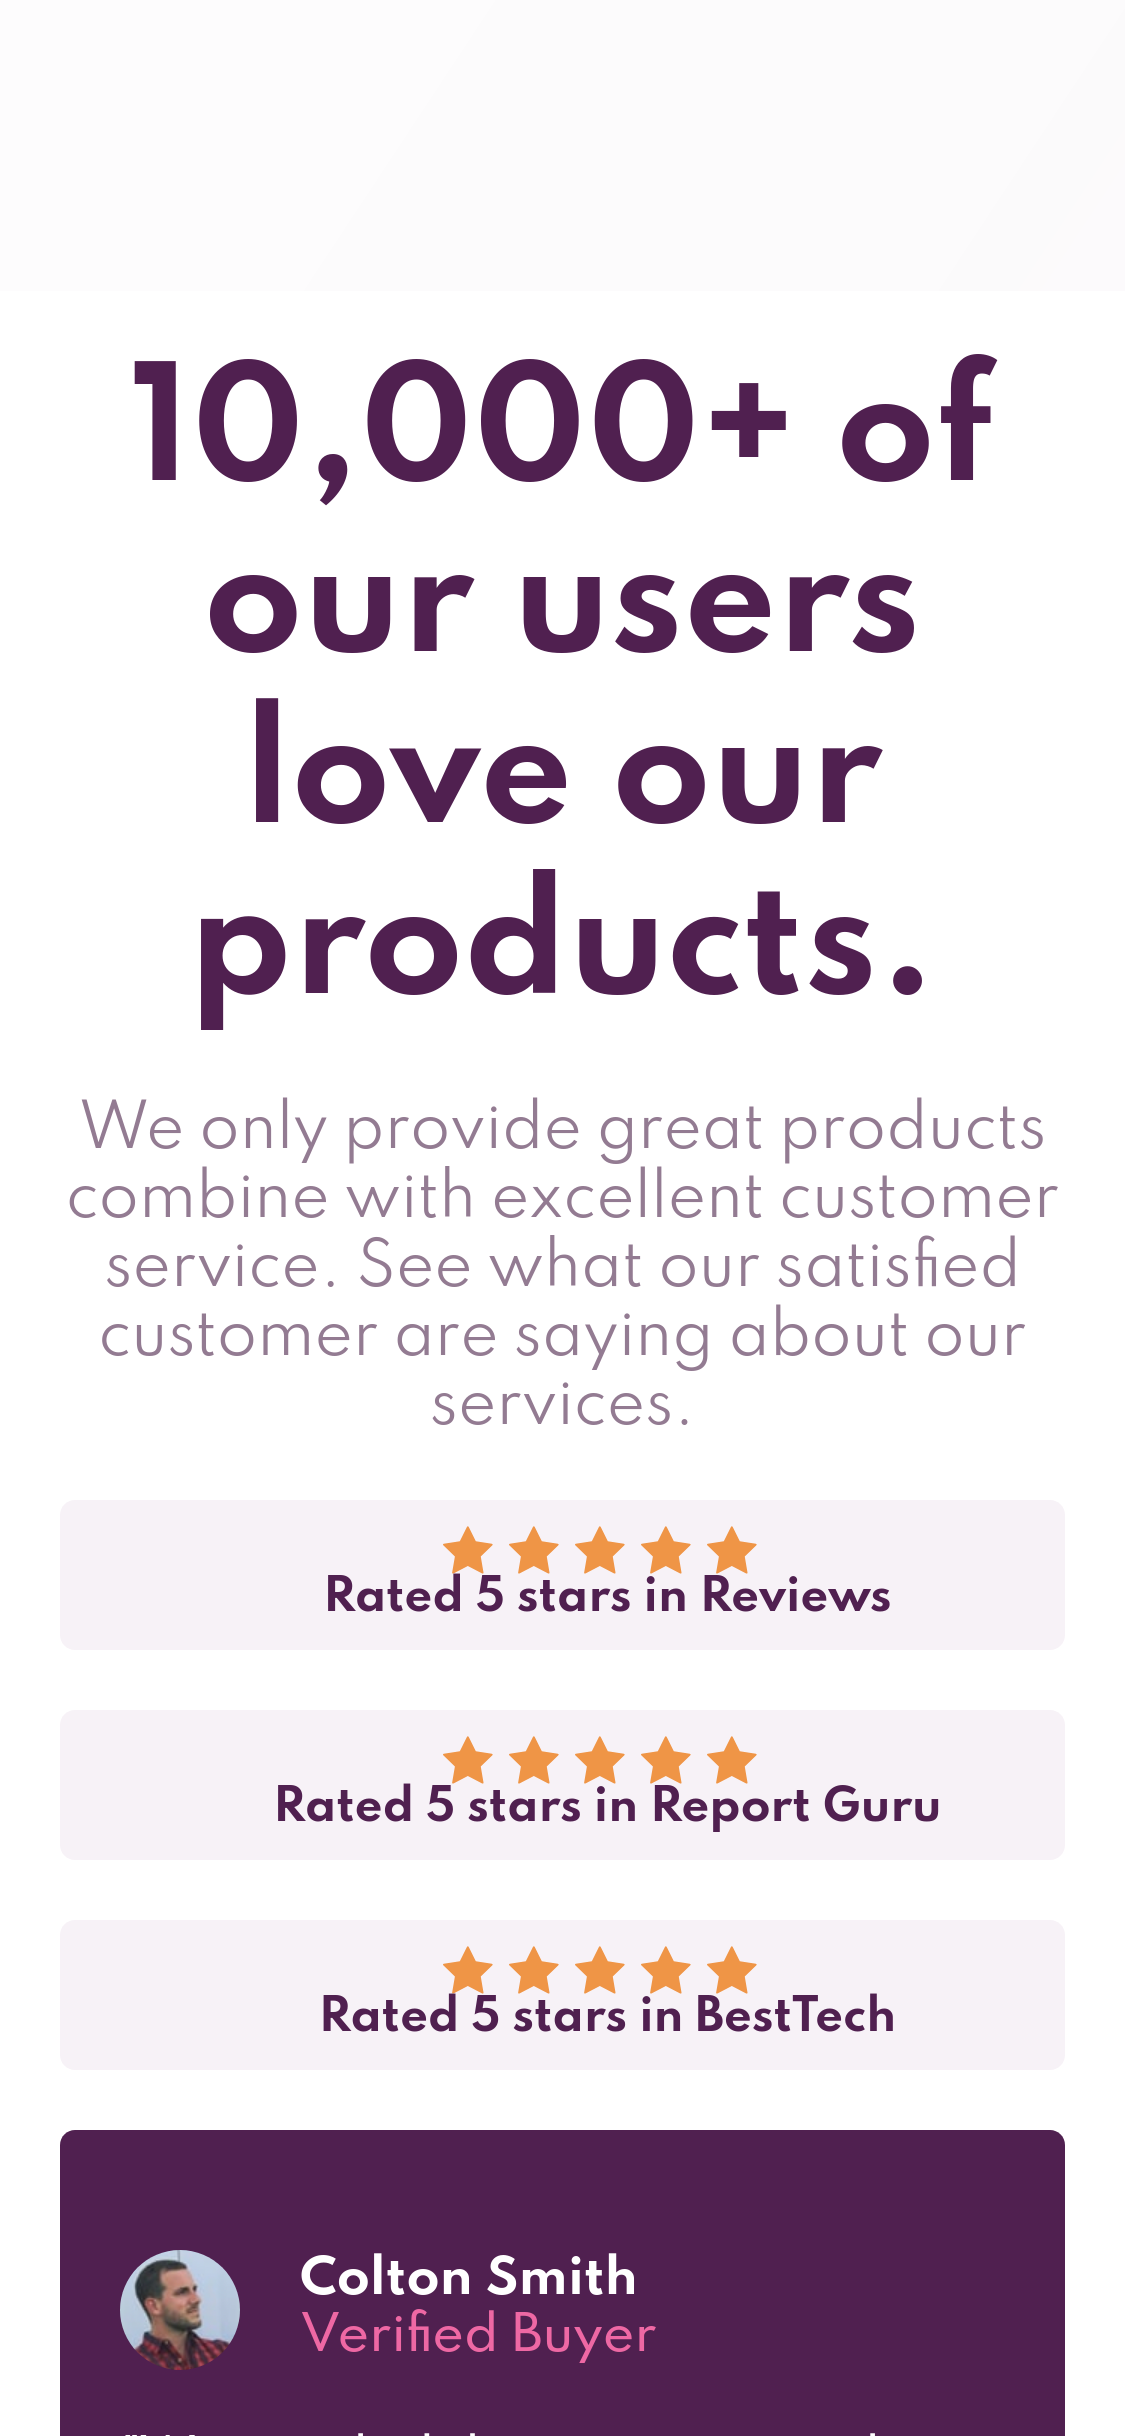 10,000+ of
our users
love our
products.
We only provide great products
combine with excellent customer
service. See what our satisfied
customer are saying about our
services.
Rated 5 stars in Reviews
Rated 5 stars in Report Guru
Rated 5 stars in BestTech
Colton Smith
Verified Buyer